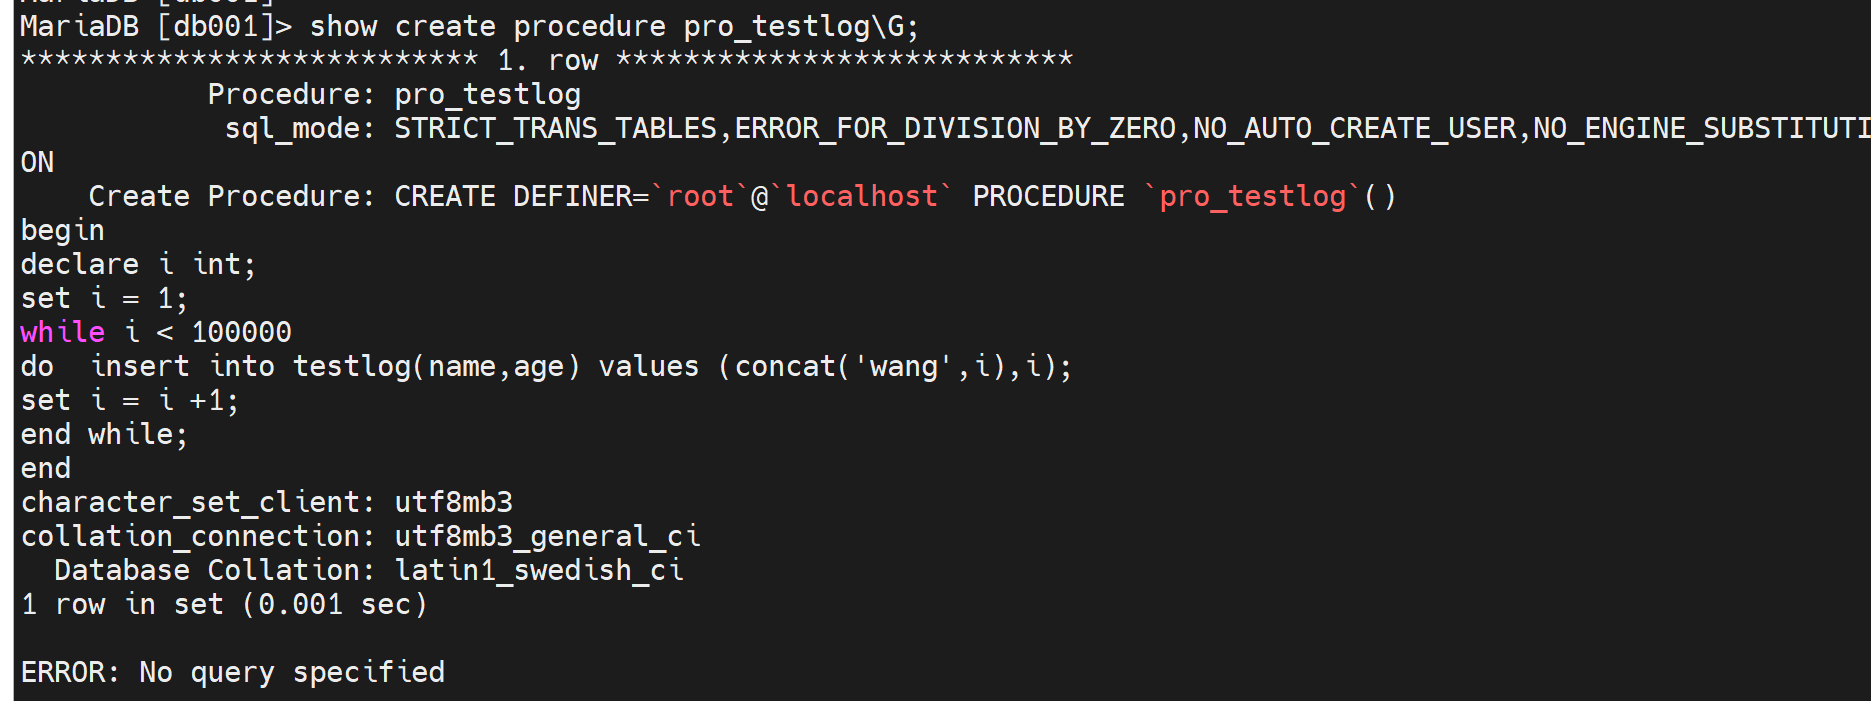 MariaDB [db001]> show create procedure pro_testlog\G;
*************************** 1. row ***************************
Procedure: pro_testlog
sql_mode: STRICT_TRANS_TABLES,ERROR_FOR_DIVISION_BY_ZERO,NO_AUTO_CREATE_USER,NO_ENGINE_SUBSTITUTI
ON
Create Procedure: CREATE DEFINER=`root`@`localhost` PROCEDURE `pro_testlog`()
begin
declare i int;
set i = 1;
while i < 100000
do  insert into testlog(name,age) values (concat('wang',i),i);
set i = i +1;
end while;
end
character_set_client: utf8mb3
collation_connection: utf8mb3_general_ci
Database Collation: latin1_swedish_ci
1 row in set (0.001 sec)
ERROR: No query specified